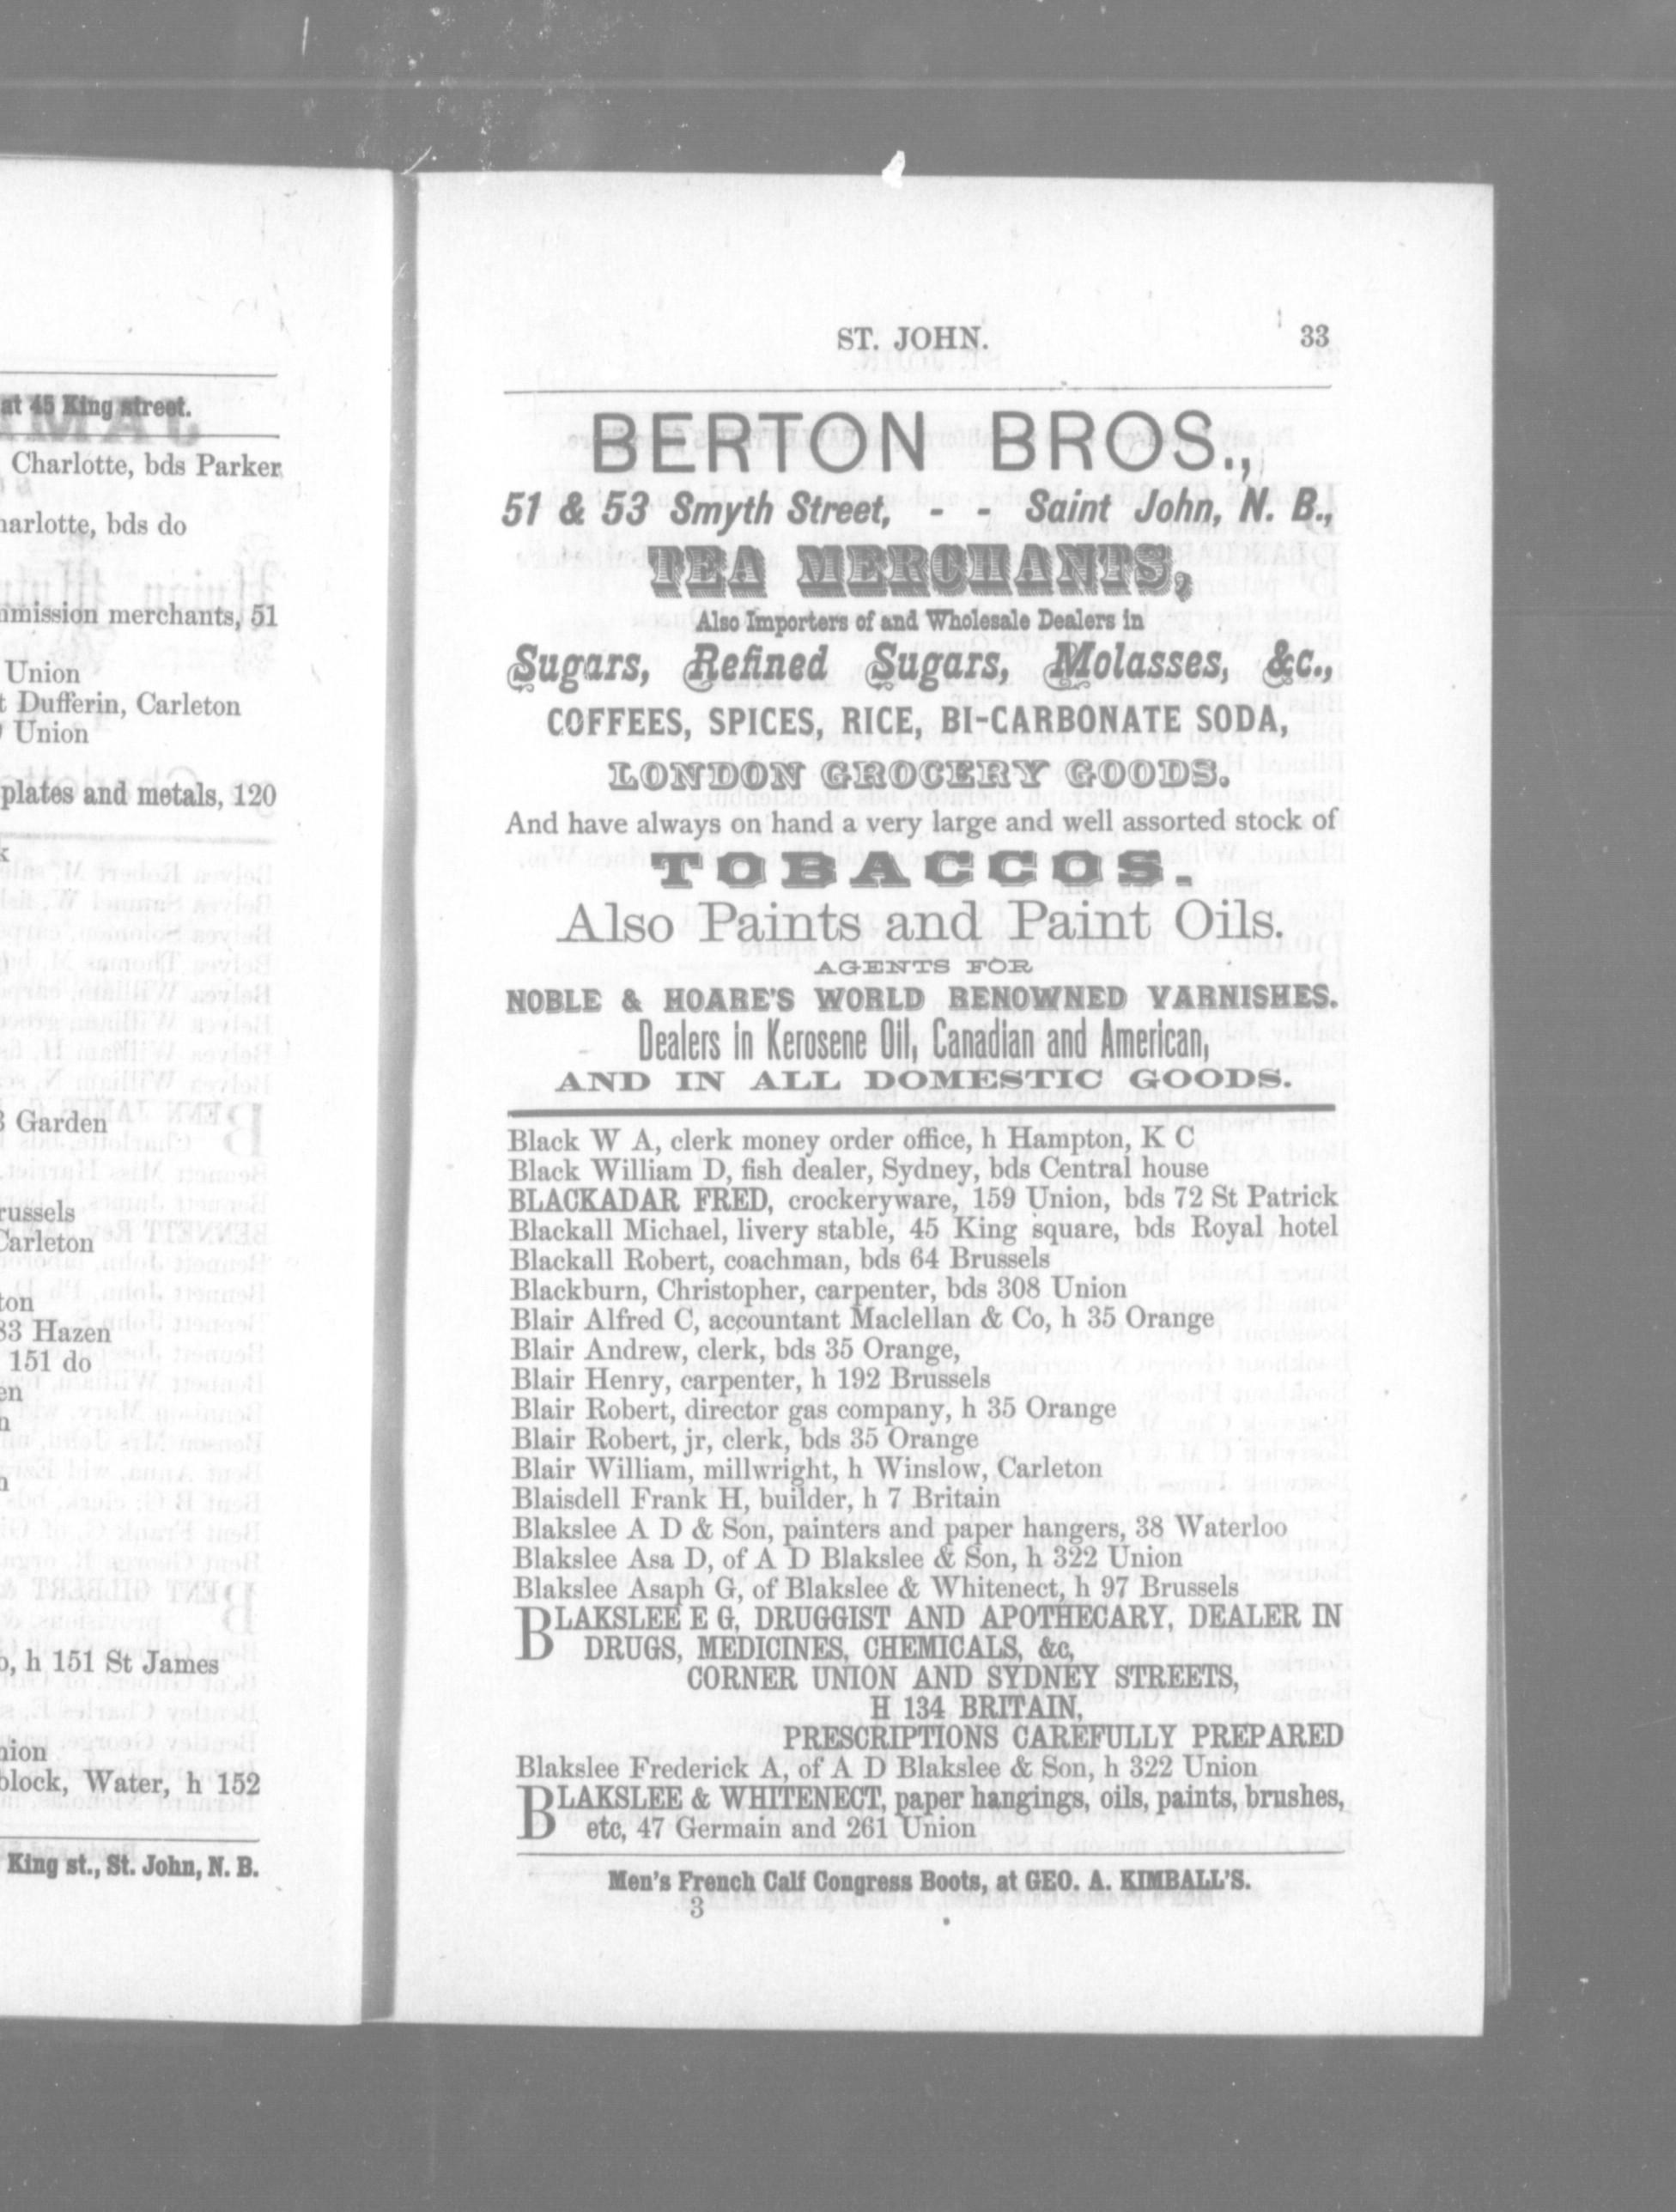 at 45 King street.
Charlotte, bds Parker
harlotte, bds do
merchants, 51
Union
Dufferin, Carleton
Union
plates and metals, 120
Garden
Carleton
83 Hazen
151 do
h 151 St James
block, Water, h 152
King st., St. John, N. B.
ST. JOHN. 33
BERTON BROS.,
51 & 53 Smyth Street, - - Saint John, N. B.,
TEA MERCHANTS,
Also Importers of and Wholesale Dealers in
Sugars, Refined Sugars, Molasses, &c.,
COFFEES, SPICES, RICE, BI-CARBONATE SODA,
LONDON GROCERY GOODS.
And have always on hand a very large and well assorted stock of
TOBACCOS.
Also Paints and Paint Oils.
AGENTS FOR
NOBLE & HOARE'S WORLD RENOWNED VARNISHES.
Dealers in Kerosene Oil, Canadian and American,
AND IN ALL DOMESTIC GOODS.
Black W A, clerk money order office, h Hampton, K C
Black William D, fish dealer, Sydney, bds Central house
BLACKADAR FRED, crockeryware, 159 Union, bds 72 St Patrick
Blackall Michael, livery stable, 45 King square, bds Royal hotel
Blackall Robert, coachman, bds 64 Brussels
Blackburn, Christopher, carpenter, bds 308 Union
Blair Alfred C, accountant Maclellan & Co, h 35 Orange
Blair Andrew, clerk, bds 35 Orange,
Blair Henry, carpenter, h 192 Brussels
Blair Robert, director gas company, h 35 Orange
Blair Robert, jr, clerk, bds 35 Orange
Blair William, millwright, h Winslow, Carleton
Blaisdell Frank H, builder, h 7 Britain
Blakslee A D & Son, painters and paper hangers, 38 Waterloo
Blakslee Asa D, of A D Blakslee & Son, h 322 Union
Blakslee Asaph G, of Blakslee & Whitenect, h 97 Brussels
BLAKSLEE E G, DRUGGIST AND APOTHECARY, DEALER IN
DRUGS, MEDICINES, CHEMICALS, &c,
CORNER UNION AND SYDNEY STREETS,
H 134 BRITAIN,
PRESCRIPTIONS CAREFULLY PREPARED
Blakslee Frederick A, of A D Blakslee & Son, h 322 Union
BLAKSLEE & WHITENECT, paper hangings, oils, paints, brushes,
etc, 47 Germain and 261 Union
Men's French Calf Congress Boots, at GEO. A. KIMBALL'S.
3